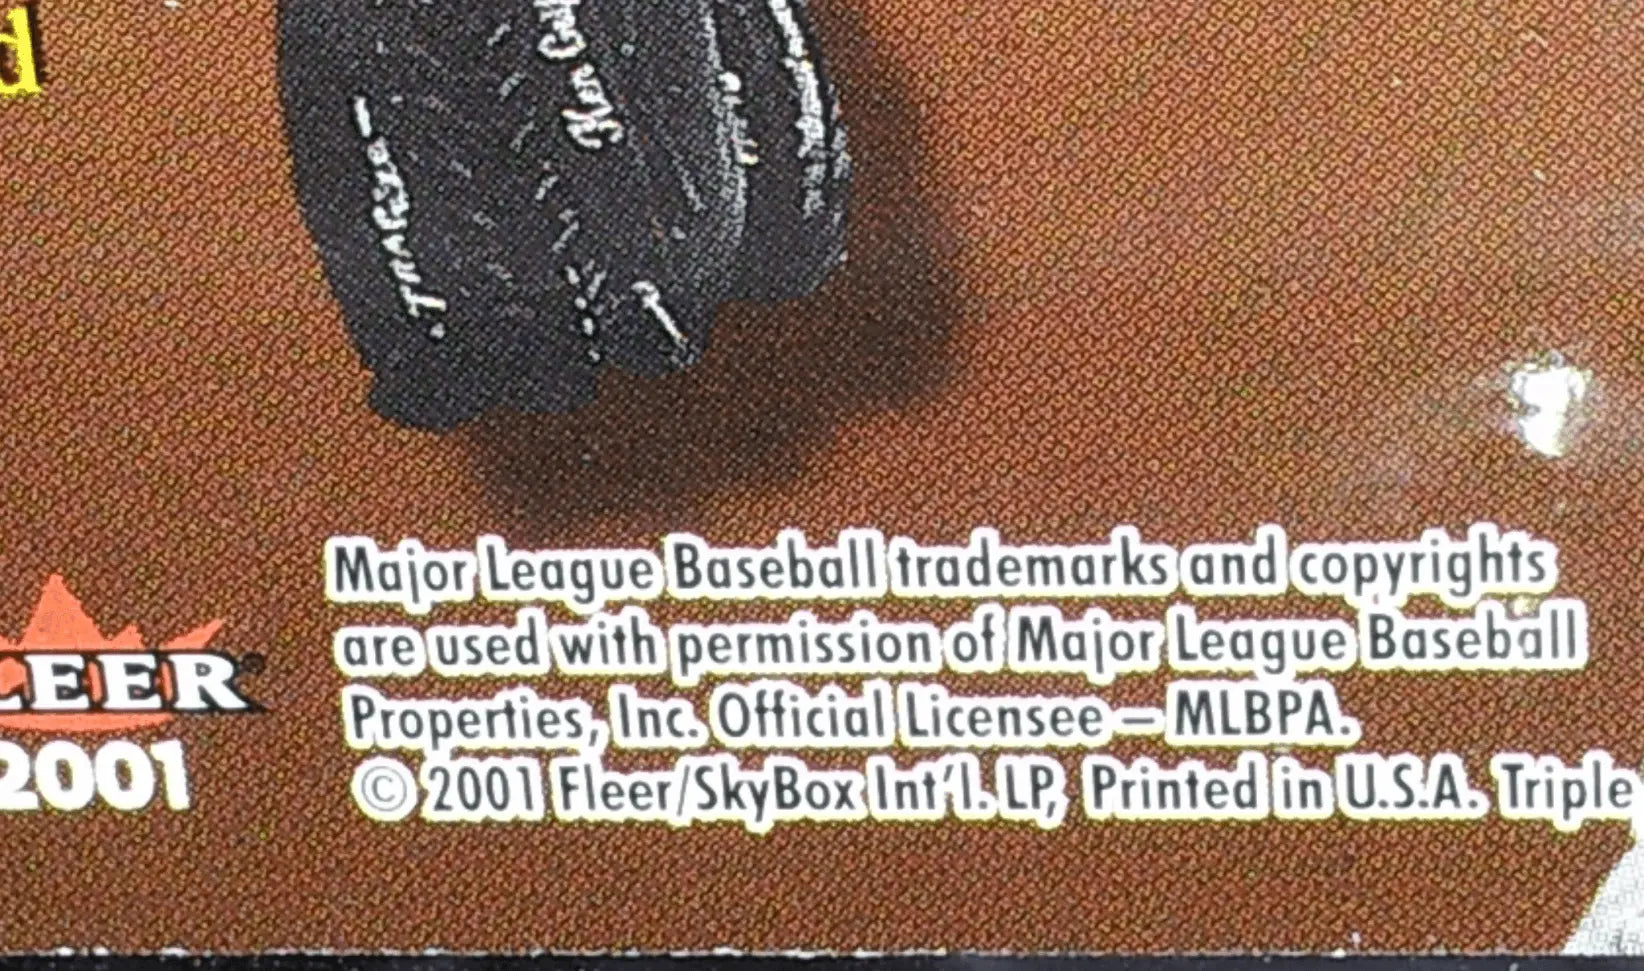 d
.TRAPEZE
Major League Baseball trademarks and copyrights
are used with permission of Major League Baseball
Properties, Inc. Official Licensee – MLBPA.
© 2001 Fleer/SkyBox Int'l. LP, Printed in U.S.A. Triple
LEER®
2001